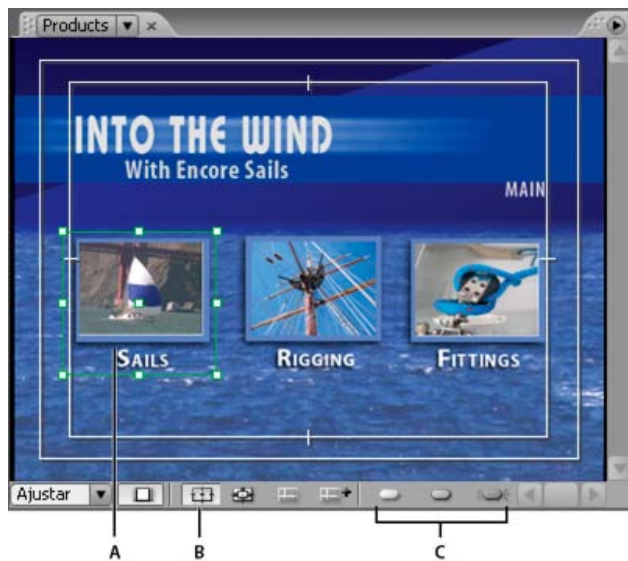 Products
INTO THE WIND
With Encore Sails
MAIN
SAILS
RIGGING
FITTINGS
Ajustar
A
B
C